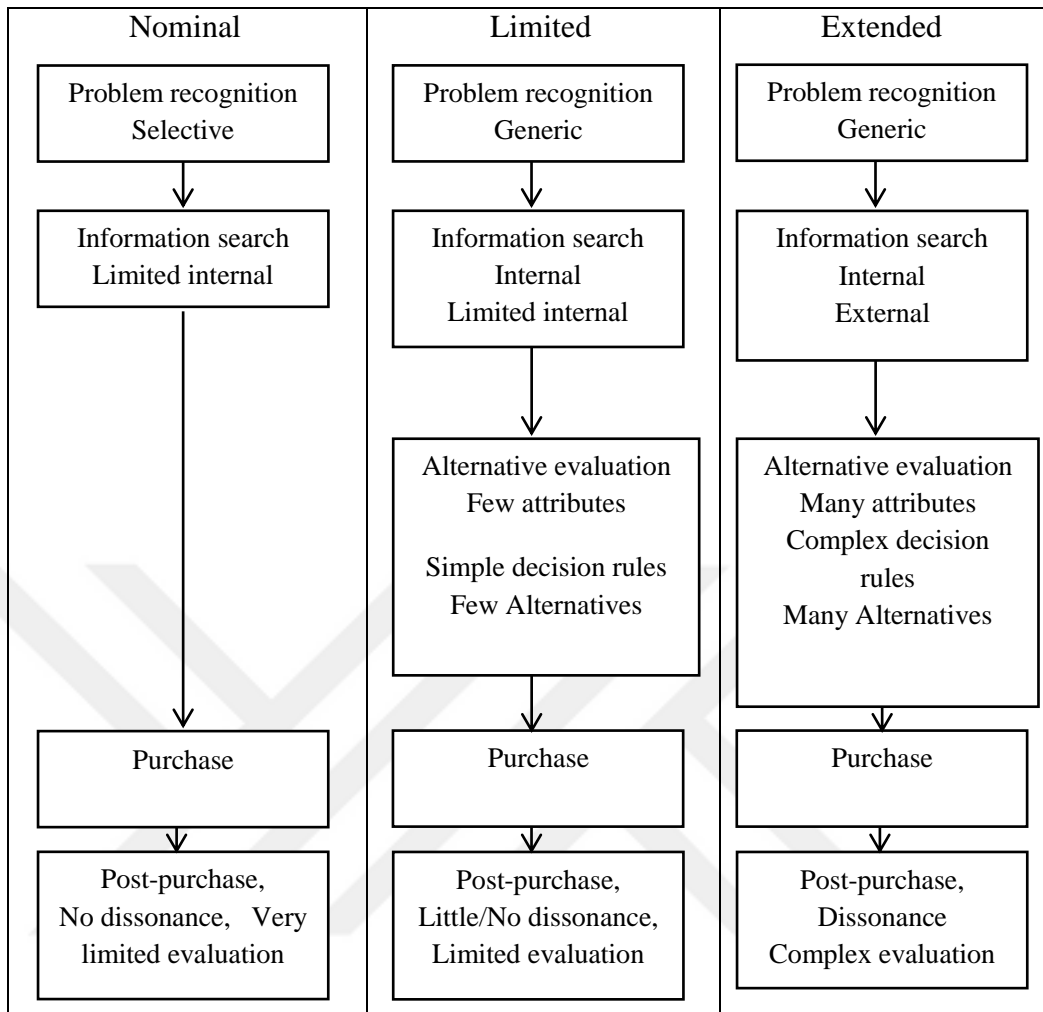 Nominal
Problem recognition
Selective
Information search
Limited internal
Purchase
Post-purchase,
No dissonance, Very
limited evaluation
Limited
Problem recognition
Generic
Information search
Internal
Limited internal
Alternative evaluation
Few attributes
Simple decision rules
Few Alternatives
Purchase
Post-purchase,
Little/No dissonance,
Limited evaluation
Extended
Problem recognition
Generic
Information search
Internal
External
Alternative evaluation
Many attributes
Complex decision
rules
Many Alternatives
Purchase
Post-purchase,
Dissonance
Complex evaluation